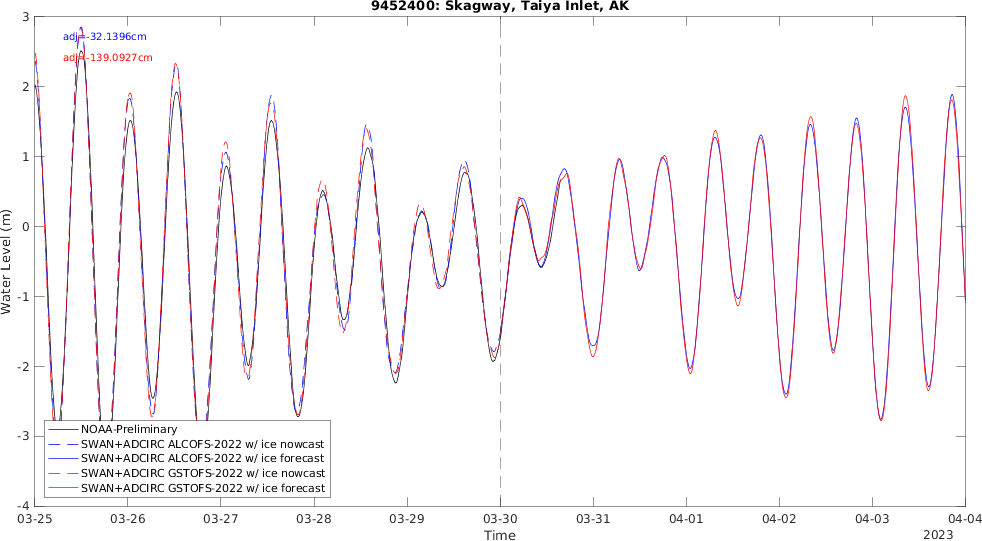 9452400: Skagway, Taiya Inlet, AK
adj=-32.1396cm
adj=-139.0927cm
Water Level (m)
3
2
1
0
-1
-2
-3
-4
NOAA-Preliminary
SWAN+ADCIRC ALCOFS-2022 w/ ice nowcast
SWAN+ADCIRC ALCOFS-2022 w/ ice forecast
SWAN+ADCIRC GSTOFS-2022 w/ ice nowcast
SWAN+ADCIRC GSTOFS-2022 w/ ice forecast
03-25 03-26 03-27 03-28 03-29 03-30 03-31 04-01 04-02 04-03 04-04
Time
2023